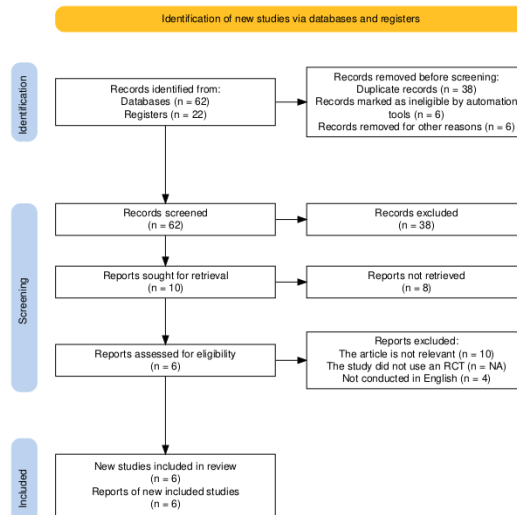 Identification of new studies via databases and registers
Identification
Records identified from:
Databases (n = 62)
Registers (n = 22)
Records removed before screening:
Duplicate records (n = 38)
Records marked as ineligible by automation
tools (n = 6)
Records removed for other reasons (n = 6)
Screening
Records screened
(n = 62)
Records excluded
(n = 38)
Reports sought for retrieval
(n = 10)
Reports not retrieved
(n = 8)
Reports assessed for eligibility
(n = 6)
Reports excluded:
The article is not relevant (n = 10)
The study did not use an RCT (n = NA)
Not conducted in English (n = 4)
Included
New studies included in review
(n = 6)
Reports of new included studies
(n = 6)